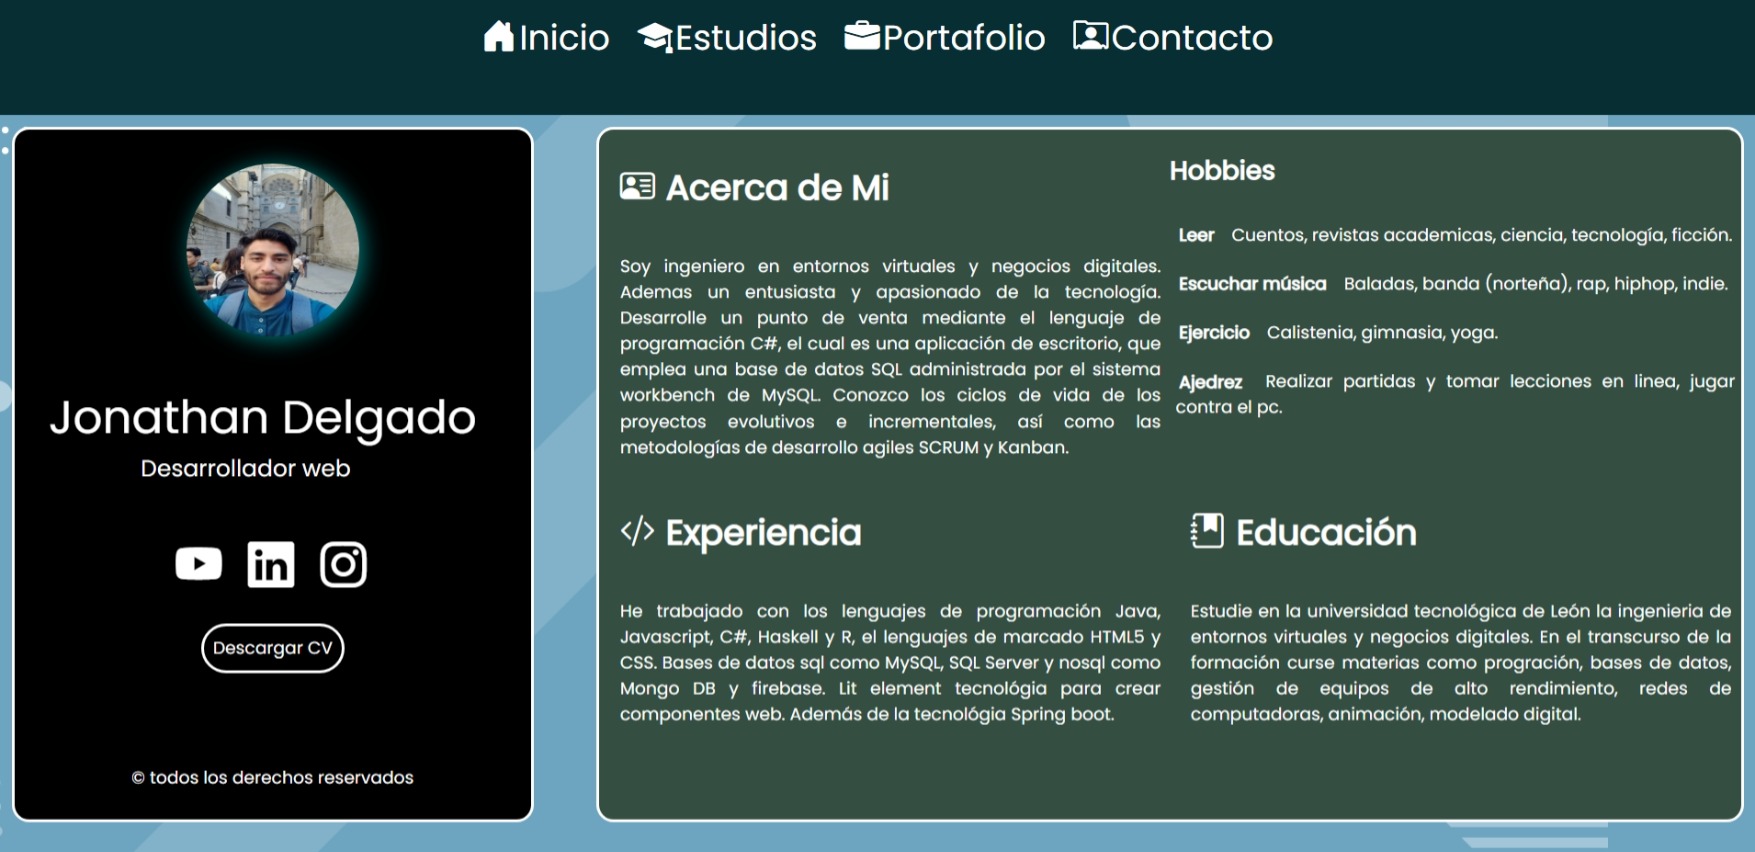 Inicio Estudios Portafolio Contacto
Jonathan Delgado
Desarrollador web
in
Descargar CV
© todos los derechos reservados
Acerca de Mi
Soy ingeniero en entornos virtuales y negocios digitales.
Ademas un entusiasta y apasionado de la tecnología.
Desarrolle un punto de venta mediante el lenguaje de
programación C#, el cual es una aplicación de escritorio, que
emplea una base de datos SQL administrada por el sistema
workbench de MySQL. Conozco los ciclos de vida de los
proyectos evolutivos e incrementales, así como las
metodologías de desarrollo agiles SCRUM y Kanban.
Hobbies
Leer Cuentos, revistas academicas, ciencia, tecnología, ficción.
Escuchar música Baladas, banda (norteña), rap, hiphop, indie.
Ejercicio Calistenia, gimnasia, yoga.
Ajedrez Realizar partidas y tomar lecciones en linea, jugar
contra el pc.
Experiencia
He trabajado con los lenguajes de programación Java,
Javascript, C#, Haskell y R, el lenguajes de marcado HTML5 y
CSS. Bases de datos sql como MySQL, SQL Server y nosql como
Mongo DB y firebase. Lit element tecnológia para crear
componentes web. Además de la tecnológia Spring boot.
Educación
Estudie en la universidad tecnológica de León la ingenieria de
entornos virtuales y negocios digitales. En el transcurso de la
formación curse materias como progración, bases de datos,
gestión de equipos de alto rendimiento, redes de
computadoras, animación, modelado digital.